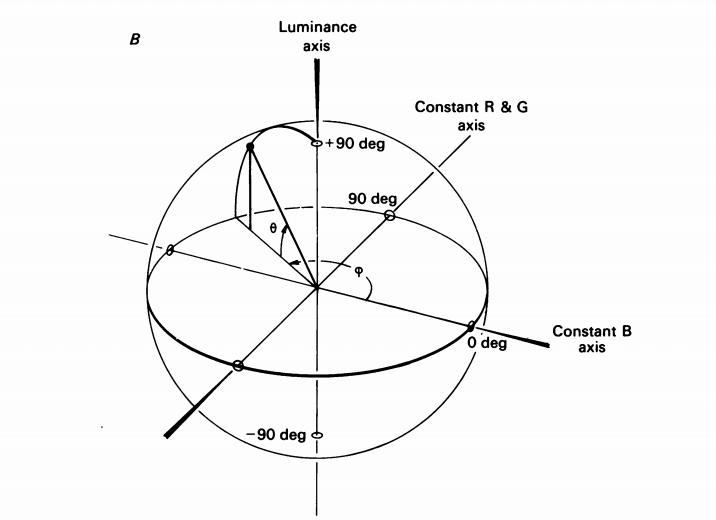 B
Luminance
axis
Constant R & G
axis
+90 deg
90 deg
θ
φ
Constant B
axis
0 deg
−90 deg